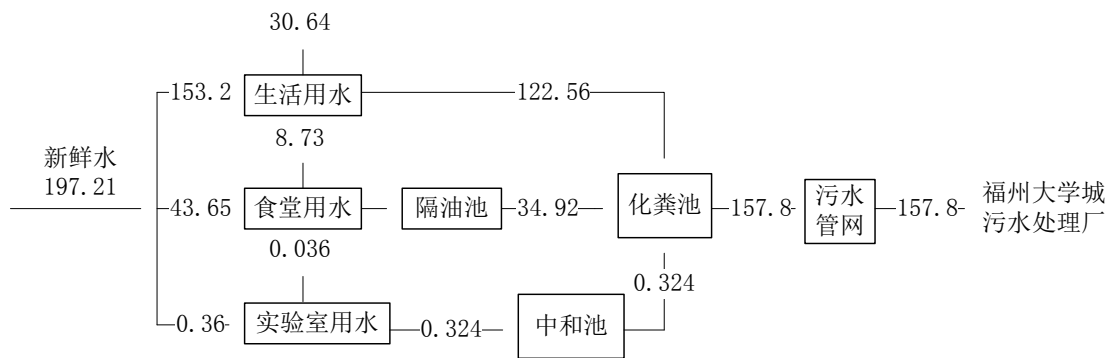 30.64
153.2
生活用水
122.56
8.73
新鲜水
197.21
43.65
食堂用水
隔油池
34.92
化粪池
157.8
污水
管网
157.8
福州大学城
污水处理厂
0.036
0.324
0.36
实验室用水
0.324
中和池